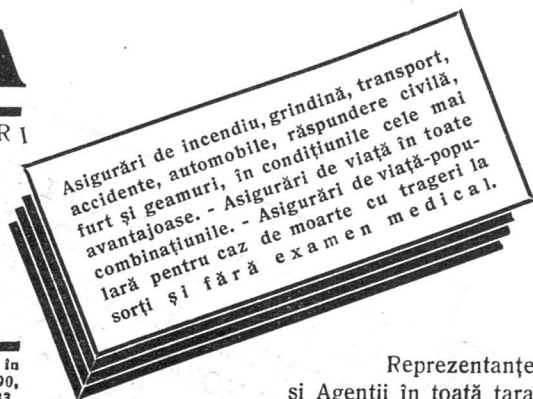 R I
Asigurări de incendiu, grindină, transport,
accidente, automobile, răspundere civilă,
furt și geamuri, în condițiunile cele mai
avantajoase. - Asigurări de viață în toate
combinațiunile. - Asigurări de viață-popu-
lară pentru caz de moarte cu trageri la
sorți și fără examen medical.
în
90,
Reprezentanțe
și Agenții în toată țara